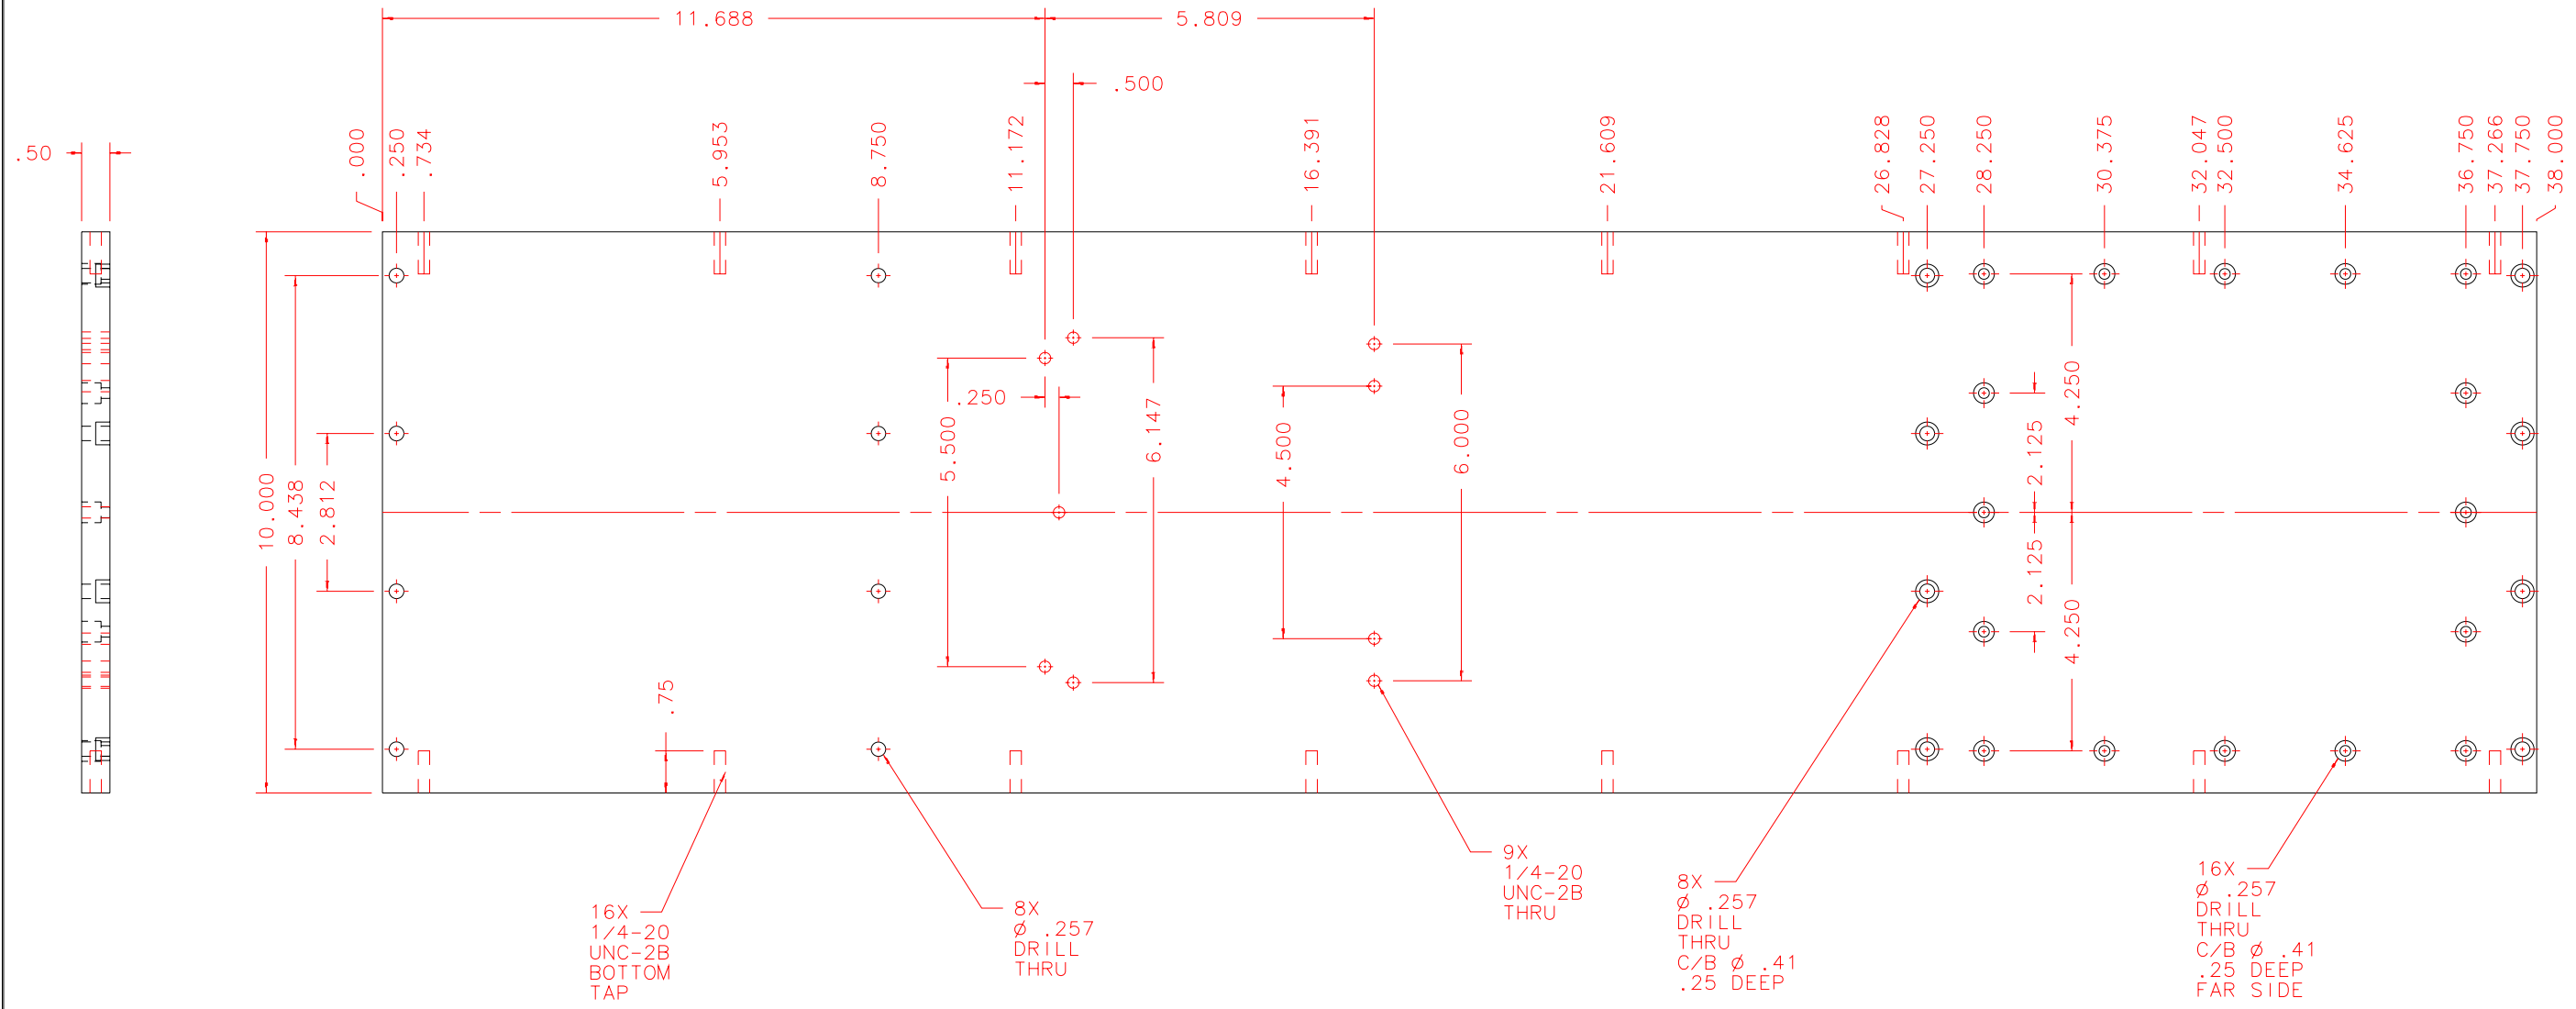 11.688
5.809
.500
.50
.000
.250
.734
5.953
8.750
11.172
16.391
21.609
26.828
27.250
28.250
30.375
32.047
32.500
34.625
36.750
37.266
37.750
38.000
10.000
8.438
2.812
5.500
.250
6.147
4.500
6.000
2.125
4.250
2.125
4.250
.75
16X
1/4-20
UNC-2B
BOTTOM
TAP
8X
Ø .257
DRILL
THRU
9X
1/4-20
UNC-2B
THRU
8X
Ø .257
DRILL
THRU
C/B Ø .41
.25 DEEP
16X
Ø .257
DRILL
THRU
C/B Ø .41
.25 DEEP
FAR SIDE